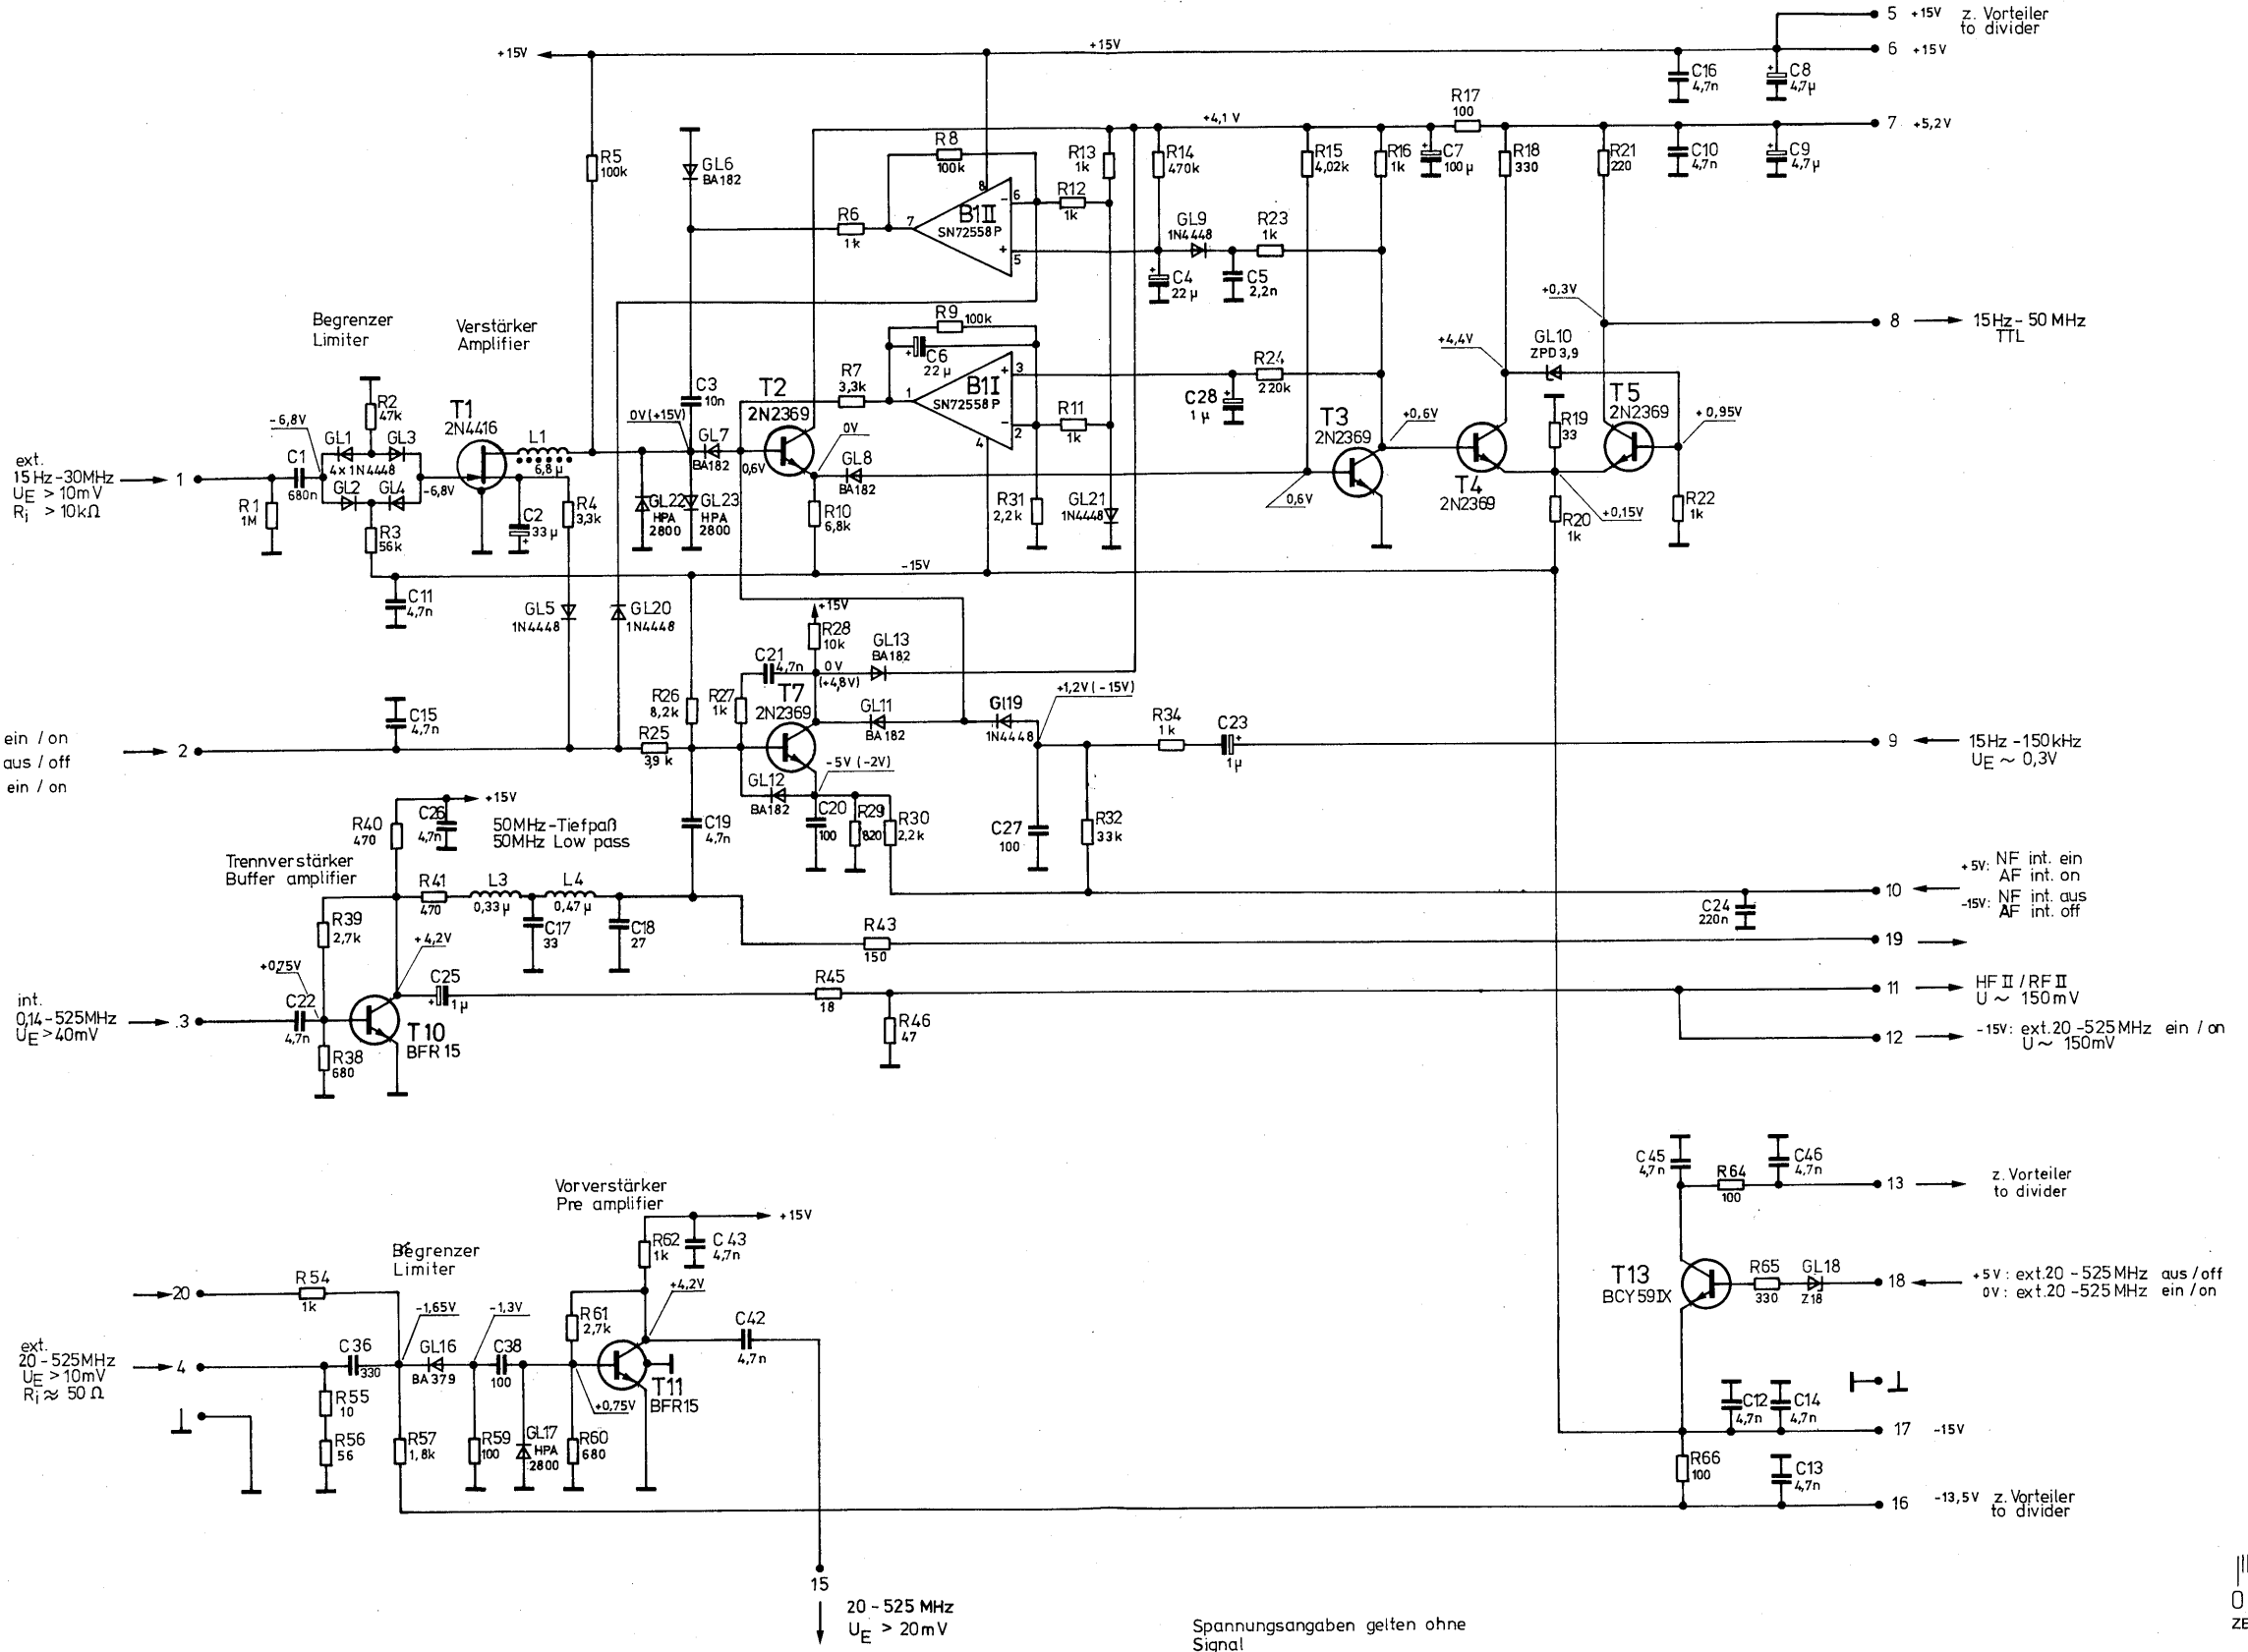 5 +15V z. Vorteiler
to divider
+15V
+15V
6 +15V
C16
4,7n
C8
4,7µ
R17
100
+4,1 V
7 +5,2V
R5
100k
GL6
BA182
R8
100k
R13
1k
R14
470k
R15
4,02k
R16
1k
C7
100µ
R18
330
R21
220
C10
4,7n
C9
4,7µ
8
6
R12
1k
B1II
SN72558P
7
R6
1k
5
GL9
1N4448
R23
1k
C4
22µ
C5
2,2n
+0,3V
Begrenzer
Limiter
Verstärker
Amplifier
R9
100k
C6
22µ
8 15Hz - 50 MHz
TTL
+4,4V
GL10
ZPD 3,9
R7
3,3k
1
B1I
SN72558P
3
R24
220k
C3
10n
T2
2N2369
R2
47k
T1
2N4416
C28
1µ
R11
1k
2
4
T3
2N2369
+0,6V
R19
33
T5
2N2369
+0,95V
-6,8V
GL1
GL3
4x1N4448
L1
6,8µ
0V(+15V)
GL7
BA182
0,6V
0V
GL8
BA182
ext.
15Hz-30MHz
UE > 10mV
Ri > 10kΩ
1
C1
680n
GL2
GL4
-6,8V
R1
1M
R3
56k
C2
33µ
R4
3,3k
GL22
HPA
2800
GL23
HPA
2800
R10
6,8k
R31
2,2k
GL21
1N4448
0,6V
T4
2N2369
R20
1k
+0,15V
R22
1k
-15V
C11
4,7n
GL5
1N4448
GL20
1N4448
+15V
R28
10k
GL13
BA182
C21
4,7n
0V
(+4,8V)
R26
8,2k
R27
1k
T7
2N2369
+1,2V(-15V)
C15
4,7n
GL11
BA182
Gl19
1N4448
R34
1k
C23
1µ
ein / on
aus / off
ein / on
2
R25
3,9k
9 15Hz-150kHz
UE ~ 0,3V
-5V (-2V)
GL12
BA182
C20
100
R29
820
R30
2,2k
C27
100
R32
33k
+15V
R40
470
C26
4,7n
50MHz-Tiefpaß
50MHz Low pass
C19
4,7n
Trennverstärker
Buffer amplifier
R41
470
L3
0,33µ
L4
0,47µ
+5V: NF int. ein
AF int. on
10
-15V: NF int. aus
AF int. off
C24
220n
R39
2,7k
C17
33
C18
27
R43
150
19
+4,2V
+0,75V
C25
1µ
R45
18
11 HF II / RF II
U ~ 150mV
int.
0,14-525MHz
UE>40mV
3
C22
4,7n
T10
BFR 15
R46
47
R38
680
12 -15V: ext.20-525MHz ein / on
U ~ 150mV
C45
4,7n
C46
4,7n
R64
100
13 z. Vorteiler
to divider
Vorverstärker
Pre amplifier
+15V
R62
1k
C43
4,7n
Begrenzer
Limiter
T13
BCY59IX
R65
330
GL18
Z18
18 +5V: ext.20-525MHz aus / off
0V: ext.20-525MHz ein / on
20
R54
1k
-1,65V
-1,3V
+4,2V
R61
2,7k
C42
4,7n
ext.
20-525MHz
UE > 10mV
Ri ≈ 50 Ω
4
C36
330
GL16
BA379
C38
100
T11
BFR15
R55
10
R56
56
R57
1,8k
R59
100
GL17
HPA
2800
+0,75V
R60
680
C12
4,7n
C14
4,7n
17 -15V
R66
100
C13
4,7n
16 -13,5V z. Vorteiler
to divider
15
20-525 MHz
UE > 20mV
Spannungsangaben gelten ohne
Signal